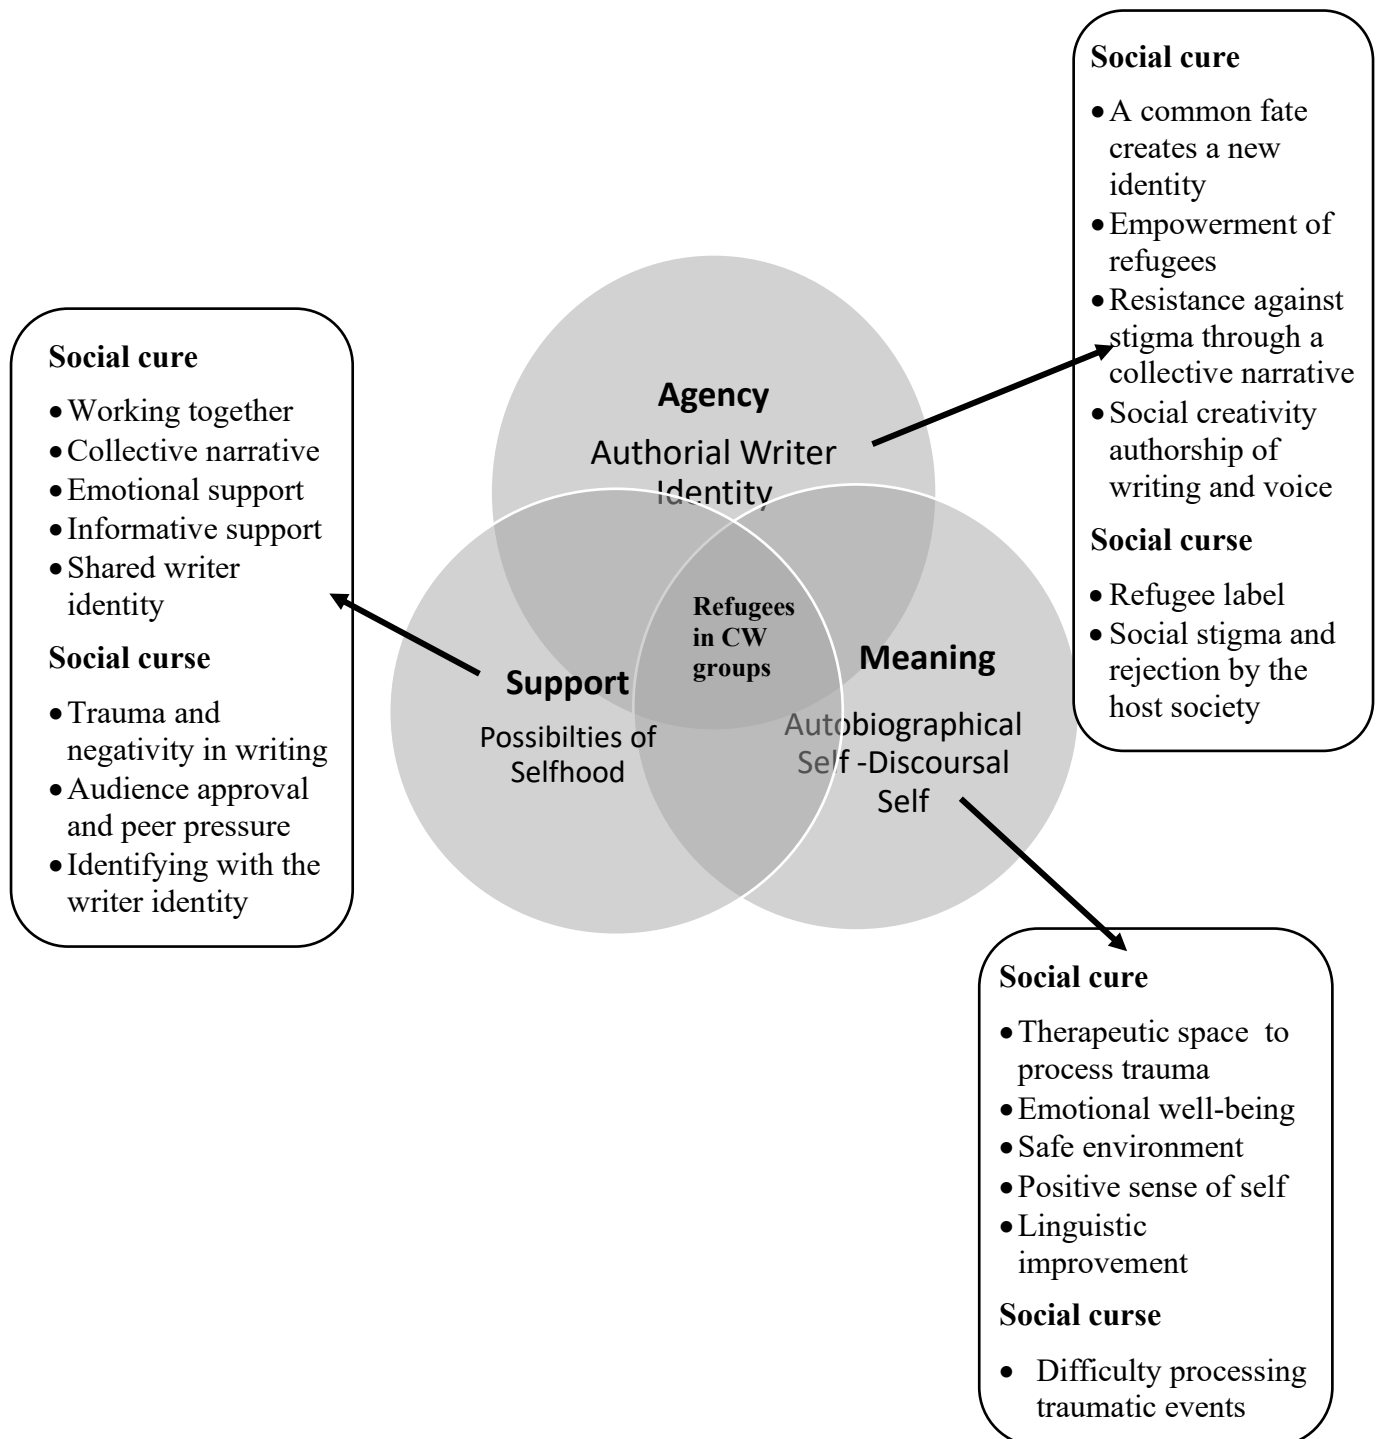 Social cure
• A common fate
creates a new
identity
• Empowerment of
refugees
• Resistance against
stigma through a
collective narrative
• Social creativity
authorship of
writing and voice
Social curse
• Refugee label
• Social stigma and
rejection by the
host society
Social cure
• Working together
• Collective narrative
• Emotional support
• Informative support
• Shared writer
identity
Social curse
• Trauma and
negativity in writing
• Audience approval
and peer pressure
• Identifying with the
writer identity
Agency
Authorial Writer
Identity
Refugees
in CW
groups
Support
Possibilties of
Selfhood
Meaning
Autobiographical
Self -Discoursal
Self
Social cure
• Therapeutic space to
process trauma
• Emotional well-being
• Safe environment
• Positive sense of self
• Linguistic
improvement
Social curse
• Difficulty processing
traumatic events